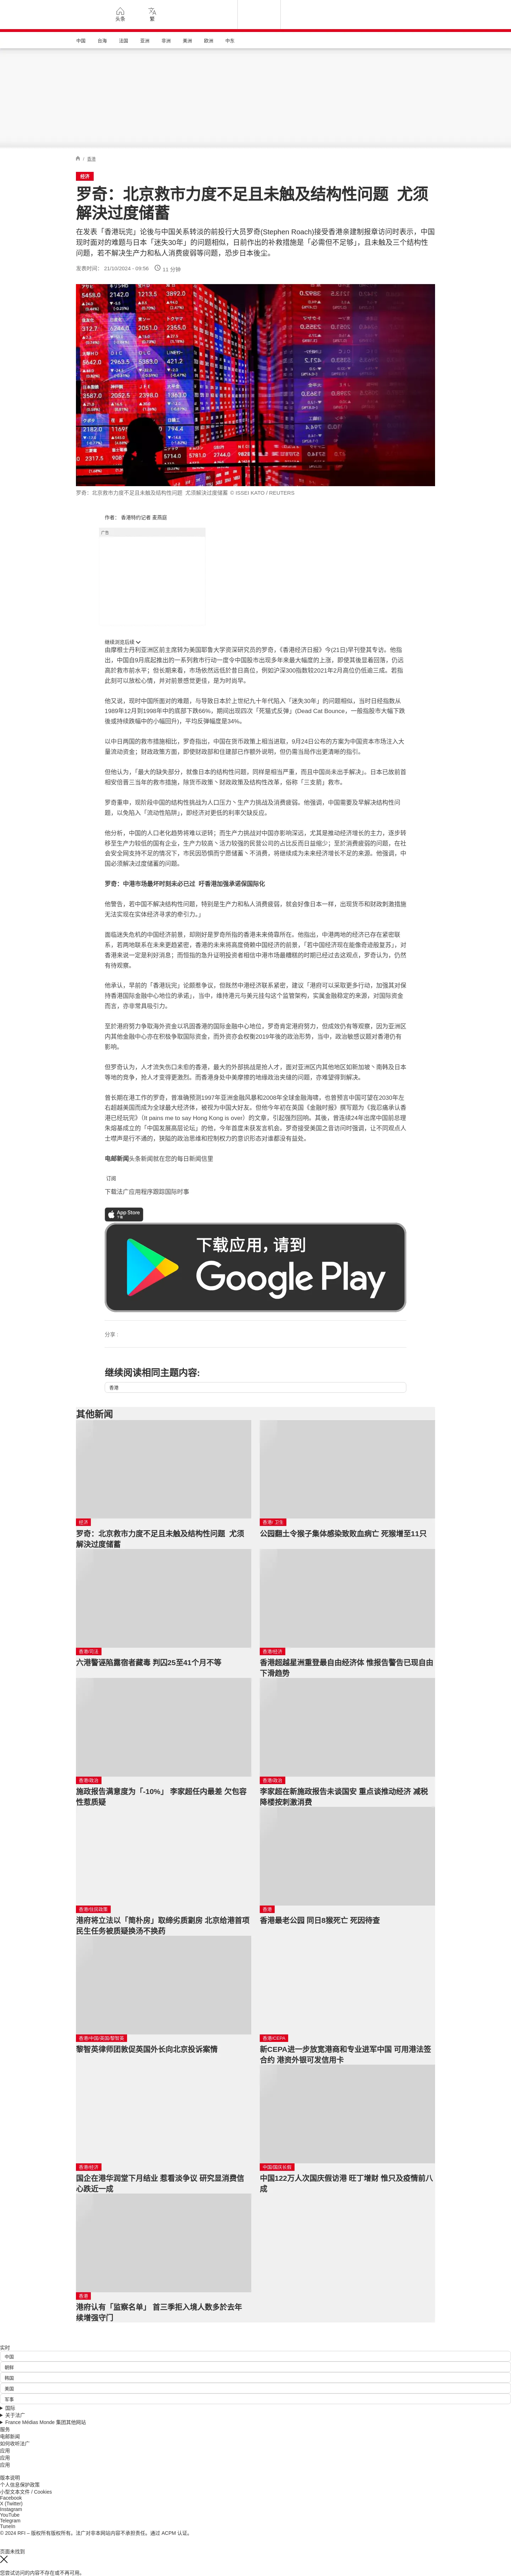 头条
繁
中国
台海
法国
亚洲
非洲
美洲
欧洲
中东
/ 首页
经济
罗奇：北京救市力度不足且未触及结构性问题 尤须
解决过度储蓄
在发表「香港玩完」论後与中国关系转淡的前投行大员罗奇(Stephen Roach)接受香港亲建制报章访问时表示，中国
现时面对的难题与日本「迷失30年」的问题相似，目前作出的补救措施是「必需但不足够」，且未触及三个结构性
问题，若不解决生产力和私人消费疲弱等问题，恐步日本後尘。
发表时间： 21/10/2024 - 09:56
11 分钟
罗奇：北京救市力度不足且未触及结构性问题 尤须解决过度储蓄 © ISSEI KATO / REUTERS
作者： 香港特约记者 麦燕庭
广告
继续浏览后续
由摩根士丹利亚洲区前主席转为美国耶鲁大学资深研究员的罗奇，《香港经济日报》今(21)日早刊登其专访。他指
出，中国自9月底起推出的一系列救市行动一度令中国股市出现多年来最大幅度的上涨，即使其後显着回落，仍远
高於救市前水平；但长期来看，市场依然远低於昔日高位，例如沪深300指数较2021年2月高位仍低逾三成。若指
此刻可以放松心情，并对前景感觉更佳，是为时尚早。
他又说，现时中国所面对的难题，与导致日本於上世纪九十年代陷入「迷失30年」的问题相似，当时日经指数从
1989年12月到1998年中的底部下跌66%，期间出现四次「死猫式反弹」(Dead Cat Bounce，一般指股市大幅下跌
後或持续跌幅中的小幅回升)，平均反弹幅度是34%。
以中日两国的救市措施相比，罗奇指出，中国在货币政策上相当进取，9月24日公布的方案为中国资本市场注入大
量流动资金；财政政策方面，即使财政部和住建部已作额外说明，但仍需当局作出更清晰的指引。
但他认为，「最大的缺失部分，就像日本的结构性问题，同样是相当严重，而且中国尚未出手解决」。日本已故前首
相安倍晋三当年的救市措施，除货币政策丶财政政策及结构性改革，俗称「三支箭」救市。
罗奇重申，现阶段中国的结构性挑战为人口压力丶生产力挑战及消费疲弱。他强调，中国需要及早解决结构性问
题，以免陷入「流动性陷阱」，即经济对更低的利率欠缺反应。
他分析，中国的人口老化趋势将难以逆转；而生产力挑战对中国亦影响深远，尤其是推动经济增长的主力，逐步转
移至生产力较低的国有企业，生产力较高丶活力较强的民营公司的占比反而日益细少；至於消费疲弱的问题，在社
会安全网支持不足的情况下，市民因恐惧而宁愿储蓄丶不消费，将继续成为未来经济增长不足的来源。他强调，中
国必须解决过度储蓄的问题。
罗奇：中港市场最坏时刻未必已过 吁香港加强承诺保国际化
他警告，若中国不解决结构性问题，特别是生产力和私人消费疲弱，就会好像日本一样，出现货币和财政刺激措施
无法实现在实体经济寻求的牵引力。」
面临迷失危机的中国经济前景，却刚好是罗奇所指的香港未来倚靠所在。他指出，中港两地的经济已存在紧密联
系，若两地联系在未来更趋紧密，香港的未来将高度倚赖中国经济的前景，「若中国经济现在能像奇迹般复苏」，对
香港来说一定是利好消息；而恒指的急升证明投资者相信中港市场最糟糕的时期已经过去这观点，罗奇认为，仍然
有待观察。
他承认，早前的「香港玩完」论颇惹争议，但既然中港经济联系紧密，建议「港府可以采取更多行动，加强其对保
持香港国际金融中心地位的承诺」，当中，维持港元与美元挂勾这个监管架构，实属金融稳定的来源，对国际资金
而言，亦非常具吸引力。
至於港府努力争取海外资金以巩固香港的国际金融中心地位，罗奇肯定港府努力，但成效仍有等观察，因为亚洲区
内其他金融中心亦在积极争取国际资金，而外资亦会权衡2019年後的政治形势，当中，政治敏感议题对香港仍有
影响。
但罗奇认为，人才流失伤口未愈的香港，最大的外部挑战是抢人才，面对亚洲区内其他地区如新加坡丶南韩及日本
等地的竞争，抢人才变得更激烈。而香港身处中美摩擦的地缘政治夹缝的问题，亦难望得到解决。
曾长期在港工作的罗奇，曾准确预测1997年亚洲金融风暴和2008年全球金融海啸，也曾预言中国可望在2030年左
右超越美国而成为全球最大经济体，被视为中国大好友。但他今年初在英国《金融时报》撰写题为《我忍痛承认香
港已经玩完》（It pains me to say Hong Kong is over）的文章，引起强烈回响。其後，曾连续24年出席中国前总理
朱熔基成立的「中国发展高层论坛」的他，今年首度未获发言机会。罗奇接受美国之音访问时强调，让不同观点人
士噤声是行不通的，狭隘的政治思维和控制权力的意识形态对谁都没有益处。
电邮新闻头条新闻就在您的每日新闻信里
订阅
下载法广应用程序跟踪国际时事
App Store
下载应用，请到
Google Play
分享 :
继续阅读相同主题内容:
香港
其他新闻
经济
罗奇：北京救市力度不足且未触及结构性问题 尤须
解决过度储蓄
香港/ 卫生
公园翻土令猴子集体感染致败血病亡 死猴增至11只
香港/司法
六港警诬陷露宿者藏毒 判囚25至41个月不等
香港/经济
香港超越星洲重登最自由经济体 惟报告警告已现自由
下滑趋势
香港/政治
施政报告满意度为「-10%」 李家超任内最差 欠包容
性惹质疑
香港/政治
李家超在新施政报告未谈国安 重点谈推动经济 减税
降楼按刺激消费
香港/住房政策
港府将立法以「简朴房」取缔劣质劏房 北京给港首项
民生任务被质疑换汤不换药
香港
香港最老公园 同日8猴死亡 死因待查
香港/中国/英国/黎智英
黎智英律师团敦促英国外长向北京投诉案情
香港/CEPA
新CEPA进一步放宽港商和专业进军中国 可用港法签
合约 港资外银可发信用卡
香港/经济
国企在港华润堂下月结业 惹看淡争议 研究显消费信
心跌近一成
中国/国庆长假
中国122万人次国庆假访港 旺丁增财 惟只及疫情前八
成
香港
港府认有「监察名单」 首三季拒入境人数多於去年
续增强守门
实时
中国
朝鲜
韩国
美国
军事
国际
关于法广
France Médias Monde 集团其他网站
服务
电邮新闻
如何收听法广
应用
应用
应用
版本说明
个人信息保护政策
小型文本文件 / Cookies
Facebook
X (Twitter)
Instagram
YouTube
Telegram
TuneIn
© 2024 RFI – 版权所有版权所有。法广对非本网站内容不承担责任。通过 ACPM 认证。
页面未找到
您尝试访问的内容不存在或不再可用。